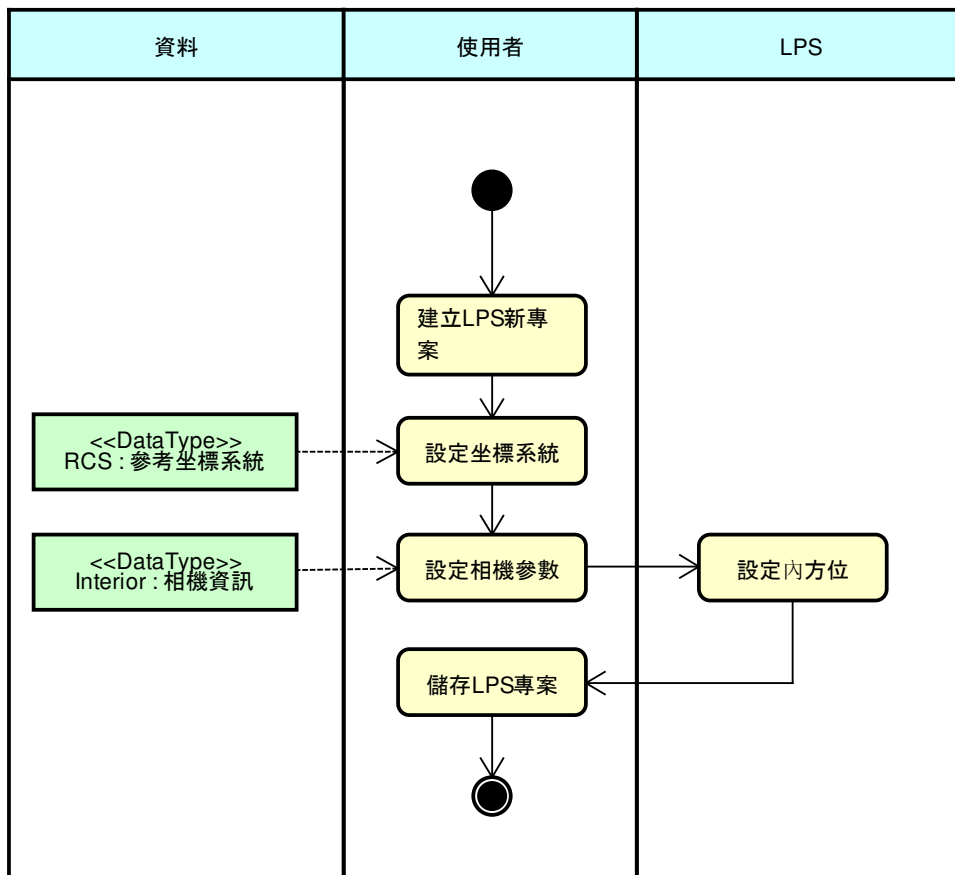 資料
使用者
LPS
建立LPS新專
案
<<DataType>>
RCS : 參考坐標系統
設定坐標系統
<<DataType>>
Interior : 相機資訊
設定相機參數
設定內方位
儲存LPS專案